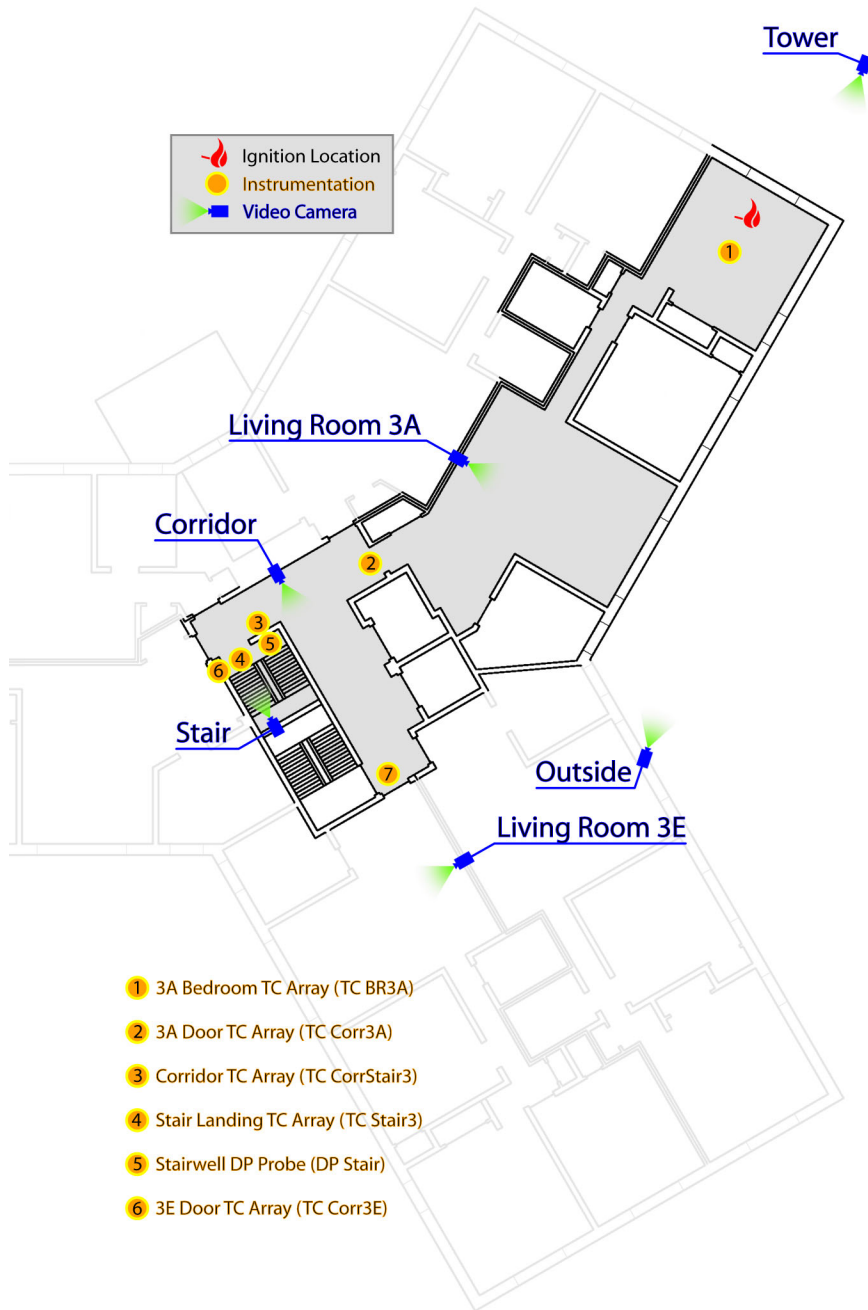 Tower
Ignition Location
Instrumentation
Video Camera
1
Living Room 3A
Corridor
2
3
5
4
6
Stair
7
Outside
Living Room 3E
1 3A Bedroom TC Array (TC BR3A)
2 3A Door TC Array (TC Corr3A)
3 Corridor TC Array (TC CorrStair3)
4 Stair Landing TC Array (TC Stair3)
5 Stairwell DP Probe (DP Stair)
6 3E Door TC Array (TC Corr3E)